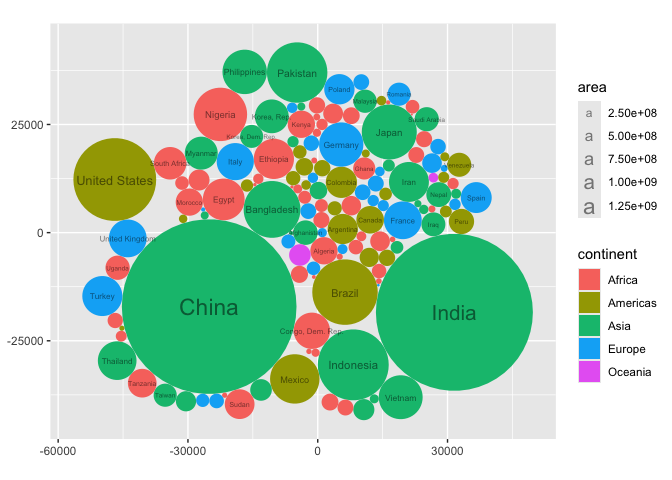 Philippines
Pakistan
Poland
Malaysia
Romania
Nigeria
Korea, Rep.
Kenya
Saudi Arabia
Korea, Dem. Rep.
Japan
Germany
Myanmar
South Africa
Italy
Ethiopia
Ghana
Venezuela
United States
Colombia
Iran
Nepal
Spain
Morocco
Egypt
Bangladesh
Canada
France
Peru
Iraq
Argentina
Afghanistan
United Kingdom
Algeria
Uganda
Turkey
Brazil
China
India
Congo, Dem. Rep.
Thailand
Indonesia
Mexico
Tanzania
Taiwan
Sudan
Vietnam
25000
0
-25000
-60000
-30000
0
30000
area
a 2.50e+08
a 5.00e+08
a 7.50e+08
a 1.00e+09
a 1.25e+09
continent
Africa
Americas
Asia
Europe
Oceania